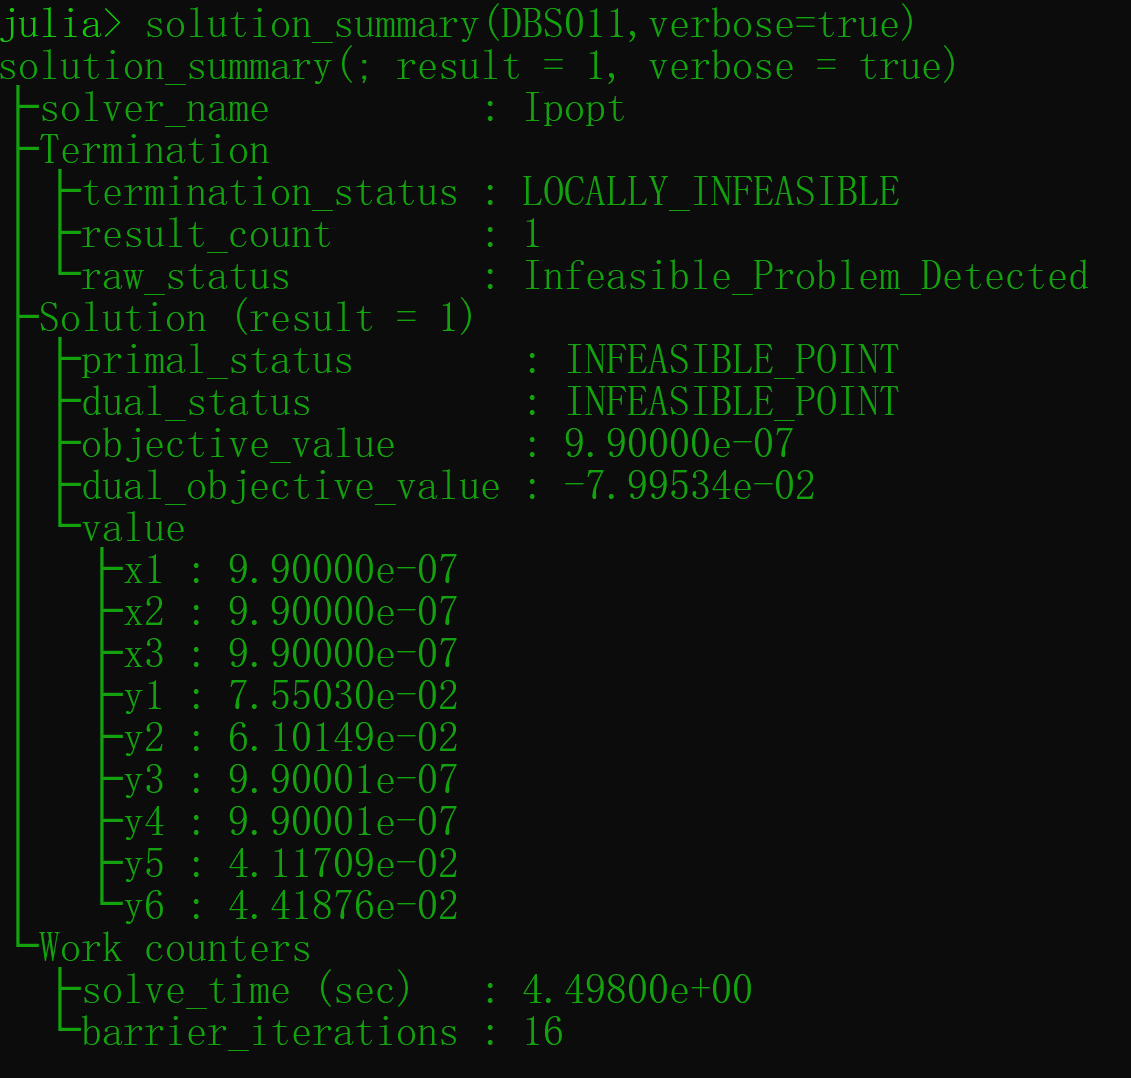 julia> solution_summary(DBS011,verbose=true)
solution_summary(; result = 1, verbose = true)
├─solver_name          : Ipopt
├─Termination
│ ├─termination_status : LOCALLY_INFEASIBLE
│ ├─result_count       : 1
│ └─raw_status         : Infeasible_Problem_Detected
├─Solution (result = 1)
│ ├─primal_status        : INFEASIBLE_POINT
│ ├─dual_status          : INFEASIBLE_POINT
│ ├─objective_value      : 9.90000e-07
│ ├─dual_objective_value : -7.99534e-02
│ └─value
│   ├─x1 : 9.90000e-07
│   ├─x2 : 9.90000e-07
│   ├─x3 : 9.90000e-07
│   ├─y1 : 7.55030e-02
│   ├─y2 : 6.10149e-02
│   ├─y3 : 9.90001e-07
│   ├─y4 : 9.90001e-07
│   ├─y5 : 4.11709e-02
│   └─y6 : 4.41876e-02
└─Work counters
  ├─solve_time (sec)   : 4.49800e+00
  └─barrier_iterations : 16